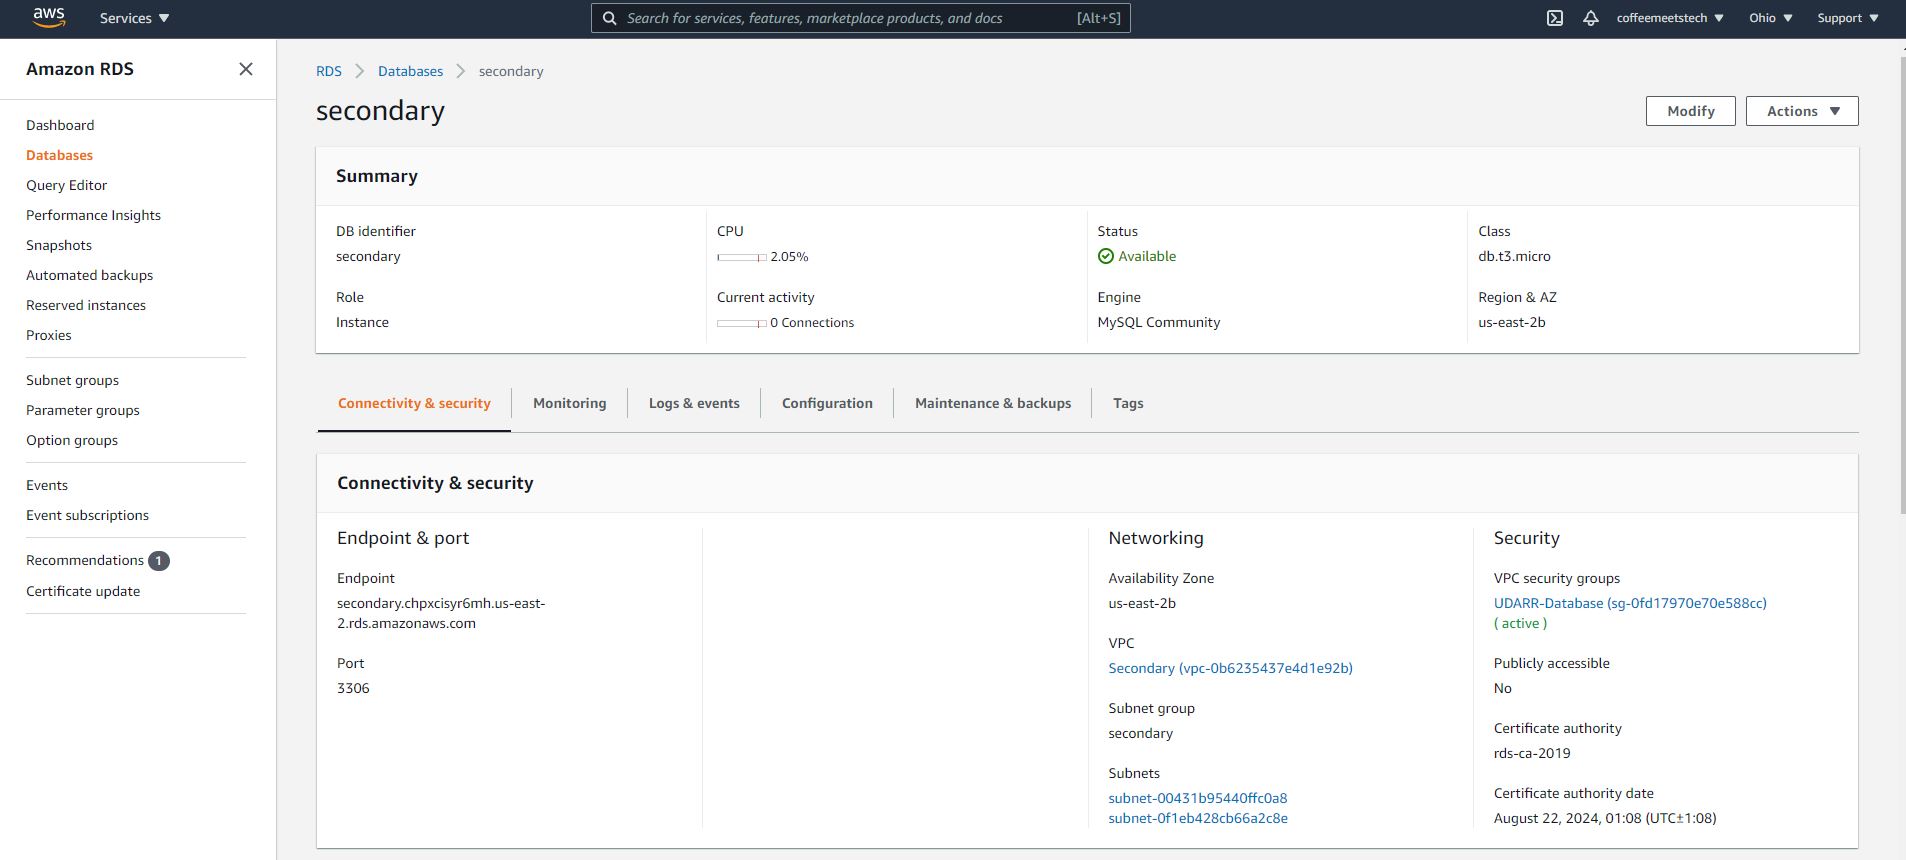 aws
Services
Search for services, features, marketplace products, and docs
[Alt+S]
coffeemeetstech
Ohio
Support
Amazon RDS
Dashboard
Databases
Query Editor
Performance Insights
Snapshots
Automated backups
Reserved instances
Proxies
Subnet groups
Parameter groups
Option groups
Events
Event subscriptions
Recommendations 1
Certificate update
RDS > Databases > secondary
secondary
Modify
Actions
Summary
DB identifier
secondary
CPU
2.05%
Status
Available
Class
db.t3.micro
Role
Instance
Current activity
0 Connections
Engine
MySQL Community
Region & AZ
us-east-2b
Connectivity & security
Monitoring
Logs & events
Configuration
Maintenance & backups
Tags
Connectivity & security
Endpoint & port
Endpoint
secondary.chpxcisyr6mh.us-east-
2.rds.amazonaws.com
Port
3306
Networking
Availability Zone
us-east-2b
VPC
Secondary (vpc-0b6235437e4d1e92b)
Subnet group
secondary
Subnets
subnet-00431b95440ffc0a8
subnet-0f1eb428cb66a2c8e
Security
VPC security groups
UDARR-Database (sg-0fd17970e70e588cc)
( active )
Publicly accessible
No
Certificate authority
rds-ca-2019
Certificate authority date
August 22, 2024, 01:08 (UTC±1:08)